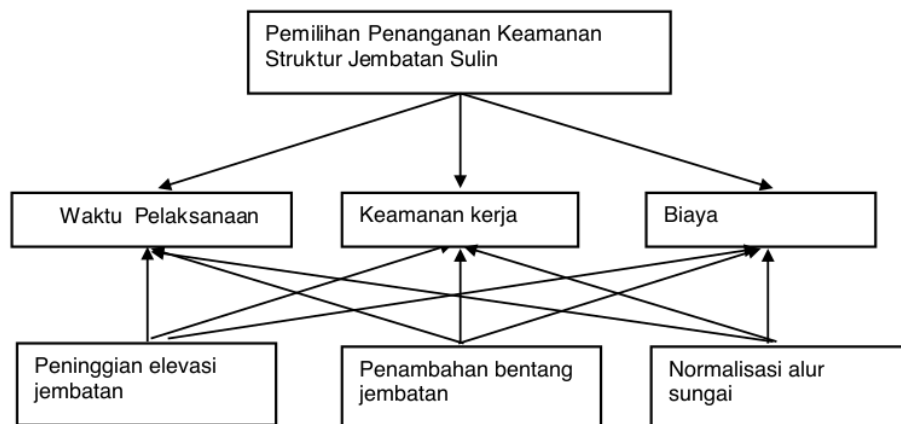 Pemilihan Penanganan Keamanan
Struktur Jembatan Sulin
Waktu Pelaksanaan
Keamanan kerja
Biaya
Peninggian elevasi
jembatan
Penambahan bentang
jembatan
Normalisasi alur
sungai